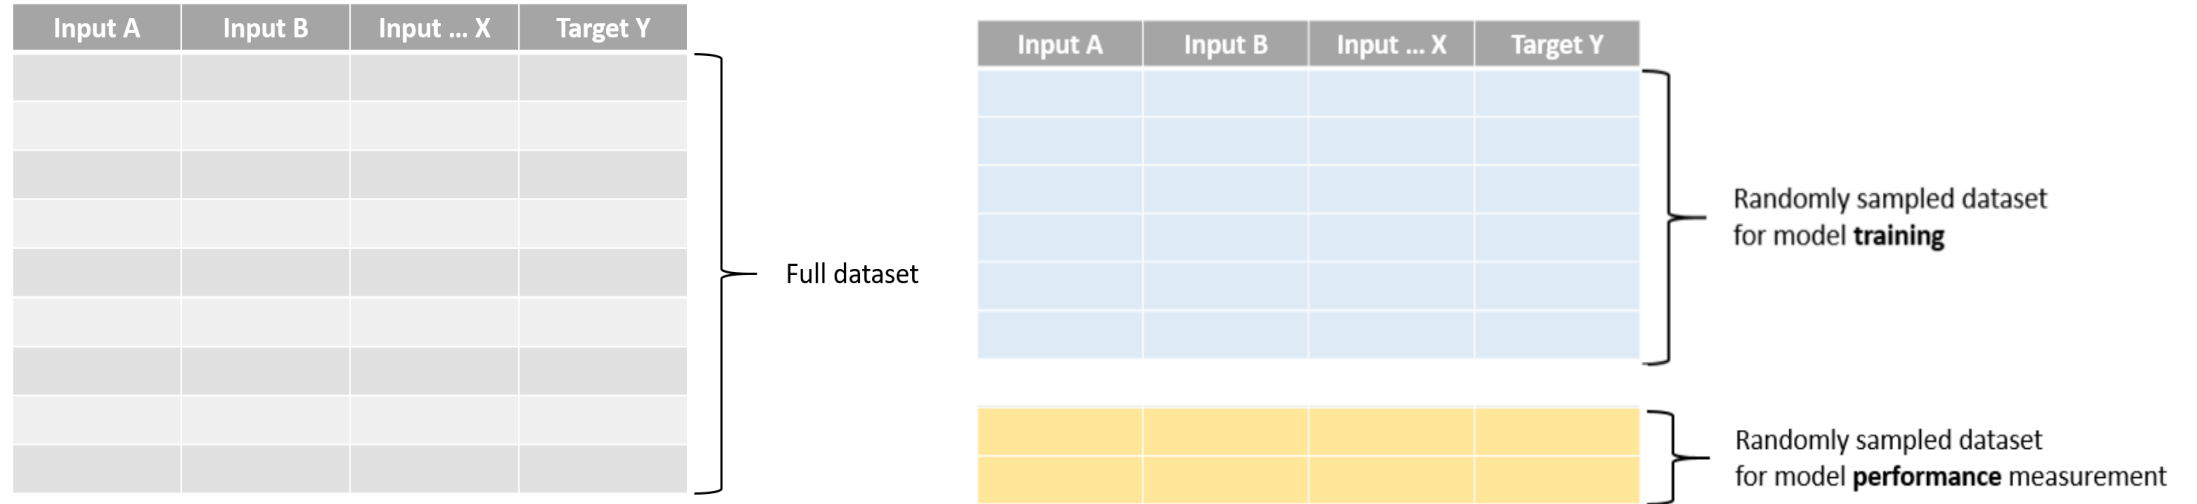 Input A Input B Input ... X Target Y
Full dataset
Input A Input B Input ... X Target Y
Randomly sampled dataset
for model training
Randomly sampled dataset
for model performance measurement